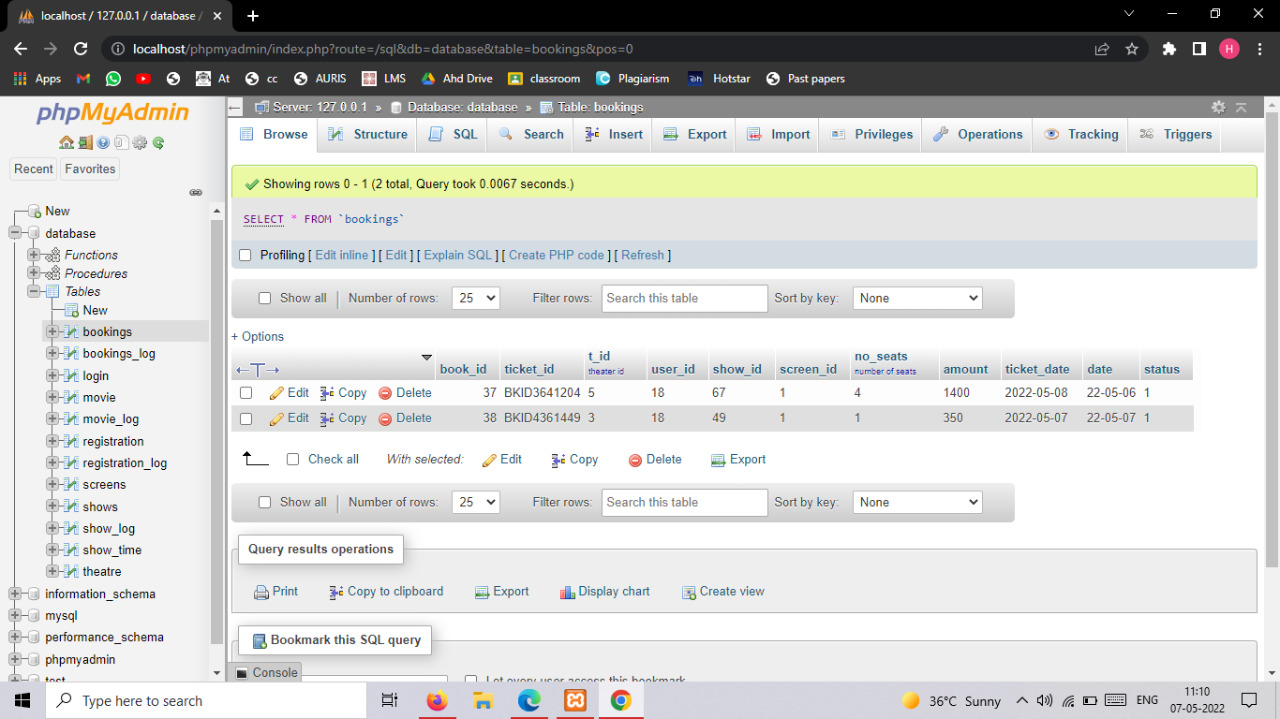 localhost / 127.0.0.1 / database /
localhost/phpmyadmin/index.php?route=/sql&db=database&table=bookings&pos=0
H
Apps At cc AURIS LMS Ahd Drive classroom Plagiarism Hotstar Past papers
phpMyAdmin
Server: 127.0.0.1 » Database: database » Table: bookings
Browse Structure SQL Search Insert Export Import Privileges Operations Tracking Triggers
Recent Favorites
New
database
Functions
Procedures
Tables
New
bookings
bookings_log
login
movie
movie_log
registration
registration_log
screens
shows
show_log
show_time
theatre
information_schema
mysql
performance_schema
phpmyadmin
test
Showing rows 0 - 1 (2 total, Query took 0.0067 seconds.)
SELECT * FROM `bookings`
Profiling [ Edit inline ] [ Edit ] [ Explain SQL ] [ Create PHP code ] [ Refresh ]
Show all Number of rows: 25 Filter rows: Search this table Sort by key: None
+ Options
←T→ book_id ticket_id t_id theater id user_id show_id screen_id no_seats number of seats amount ticket_date date status
Edit Copy Delete 37 BKID3641204 5 18 67 1 4 1400 2022-05-08 22-05-06 1
Edit Copy Delete 38 BKID4361449 3 18 49 1 1 350 2022-05-07 22-05-07 1
Check all With selected: Edit Copy Delete Export
Show all Number of rows: 25 Filter rows: Search this table Sort by key: None
Query results operations
Print Copy to clipboard Export Display chart Create view
Bookmark this SQL query
Console
Let every user access this bookmark
Type here to search
36°C Sunny
ENG
11:10
07-05-2022